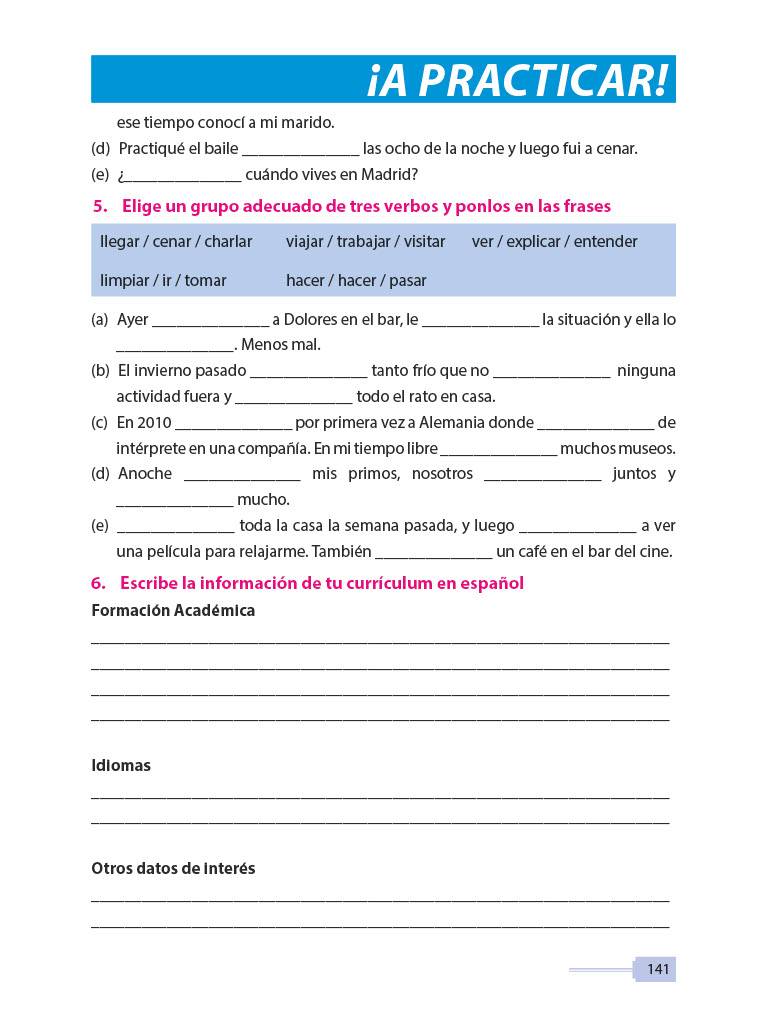 ¡A PRACTICAR!
ese tiempo conocí a mi marido.
(d) Practiqué el baile ______________ las ocho de la noche y luego fui a cenar.
(e) ¿______________ cuándo vives en Madrid?
5. Elige un grupo adecuado de tres verbos y ponlos en las frases
llegar / cenar / charlar viajar / trabajar / visitar ver / explicar / entender
limpiar / ir / tomar hacer / hacer / pasar
(a) Ayer ______________ a Dolores en el bar, le ______________ la situación y ella lo
______________. Menos mal.
(b) El invierno pasado ______________ tanto frío que no ______________ ninguna
actividad fuera y ______________ todo el rato en casa.
(c) En 2010 ______________ por primera vez a Alemania donde ______________ de
intérprete en una compañía. En mi tiempo libre ______________ muchos museos.
(d) Anoche ______________ mis primos, nosotros ______________ juntos y
______________ mucho.
(e) ______________ toda la casa la semana pasada, y luego ______________ a ver
una película para relajarme. También ______________ un café en el bar del cine.
6. Escribe la información de tu currículum en español
Formación Académica
Idiomas
Otros datos de interés
141